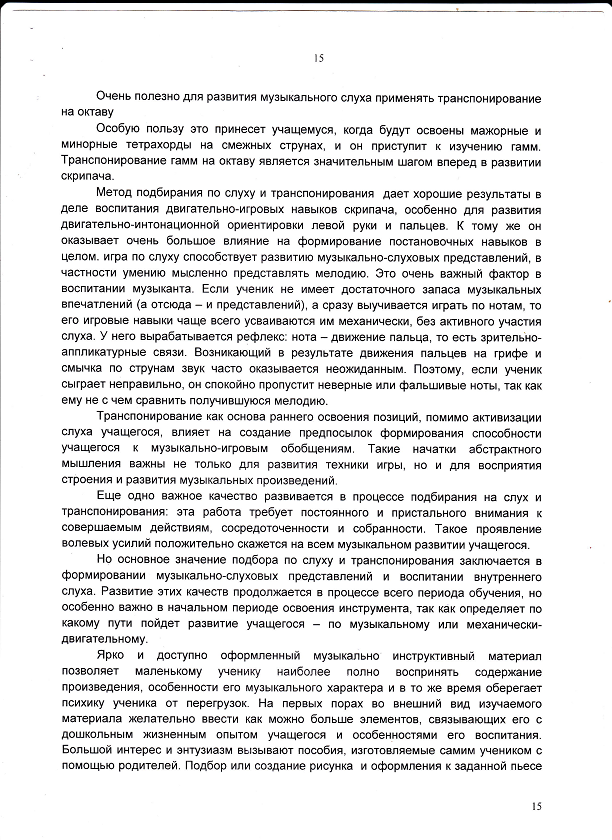 15
Очень полезно для развития музыкального слуха применять транспонирование
на октаву
Особую пользу это принесет учащемуся, когда будут освоены мажорные и
минорные тетрахорды на смежных струнах, и он приступит к изучению гамм.
Транспонирование гамм на октаву является значительным шагом вперед в развитии
скрипача.
Метод подбирания по слуху и транспонирования дает хорошие результаты в
деле воспитания двигательно-игровых навыков скрипача, особенно для развития
двигательно-интонационной ориентировки левой руки и пальцев. К тому же он
оказывает очень большое влияние на формирование постановочных навыков в
целом. игра по слуху способствует развитию музыкально-слуховых представлений, в
частности умению мысленно представлять мелодию. Это очень важный фактор в
воспитании музыканта. Если ученик не имеет достаточного запаса музыкальных
впечатлений (а отсюда – и представлений), а сразу выучивается играть по нотам, то
его игровые навыки чаще всего усваиваются им механически, без активного участия
слуха. У него вырабатывается рефлекс: нота – движение пальца, то есть зрительно-
аппликатурные связи. Возникающий в результате движения пальцев на грифе и
смычка по струнам звук часто оказывается неожиданным. Поэтому, если ученик
сыграет неправильно, он спокойно пропустит неверные или фальшивые ноты, так как
ему не с чем сравнить получившуюся мелодию.
Транспонирование как основа раннего освоения позиций, помимо активизации
слуха учащегося, влияет на создание предпосылок формирования способности
учащегося к музыкально-игровым обобщениям. Такие начатки абстрактного
мышления важны не только для развития техники игры, но и для восприятия
строения и развития музыкальных произведений.
Еще одно важное качество развивается в процессе подбирания на слух и
транспонирования: эта работа требует постоянного и пристального внимания к
совершаемым действиям, сосредоточенности и собранности. Такое проявление
волевых усилий положительно скажется на всем музыкальном развитии учащегося.
Но основное значение подбора по слуху и транспонирования заключается в
формировании музыкально-слуховых представлений и воспитании внутреннего
слуха. Развитие этих качеств продолжается в процессе всего периода обучения, но
особенно важно в начальном периоде освоения инструмента, так как определяет по
какому пути пойдет развитие учащегося – по музыкальному или механически-
двигательному.
Ярко и доступно оформленный музыкально инструктивный материал
позволяет маленькому ученику наиболее полно воспринять содержание
произведения, особенности его музыкального характера и в то же время оберегает
психику ученика от перегрузок. На первых порах во внешний вид изучаемого
материала желательно ввести как можно больше элементов, связывающих его с
дошкольным жизненным опытом учащегося и особенностями его воспитания.
Большой интерес и энтузиазм вызывают пособия, изготовляемые самим учеником с
помощью родителей. Подбор или создание рисунка и оформления к заданной пьесе
15